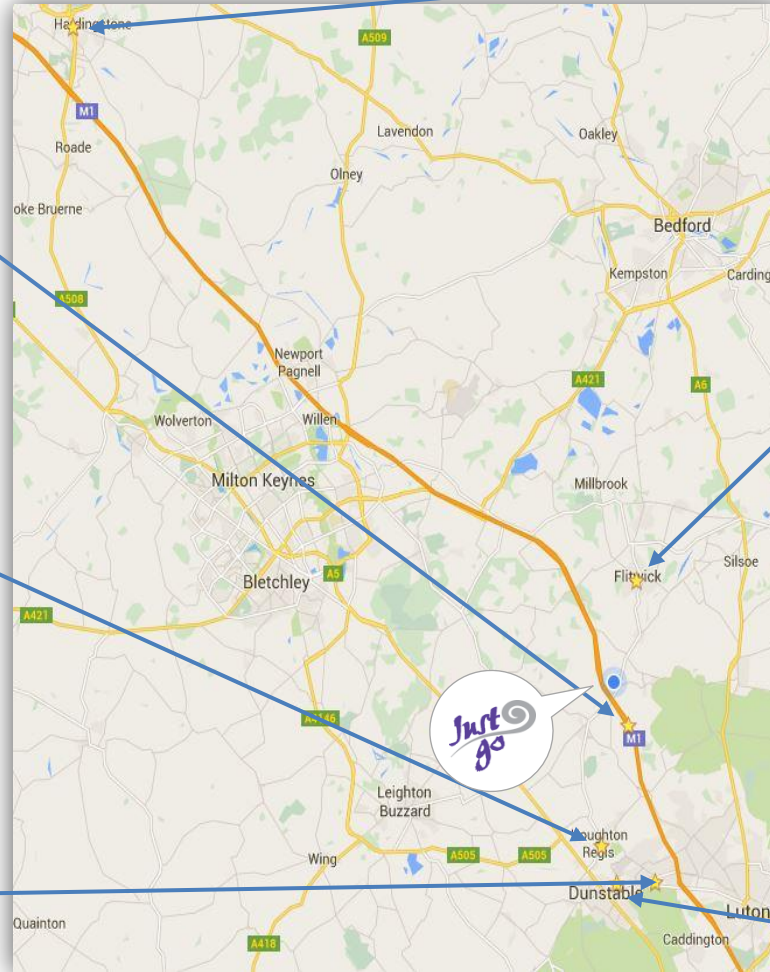 Hardingstone
A509
M1
Lavendon
Oakley
Roade
Olney
oke Bruerne
Bedford
Kempston
Carding
A508
Newport
Pagnell
A421
A6
Wolverton
Willen
Milton Keynes
Millbrook
Silsoe
Flitwick
A5
Bletchley
A421
Just
go
A4146
M1
Leighton
Buzzard
Houghton
Regis
A505
A505
Wing
Dunstable
Luton
Quainton
A418
Caddington